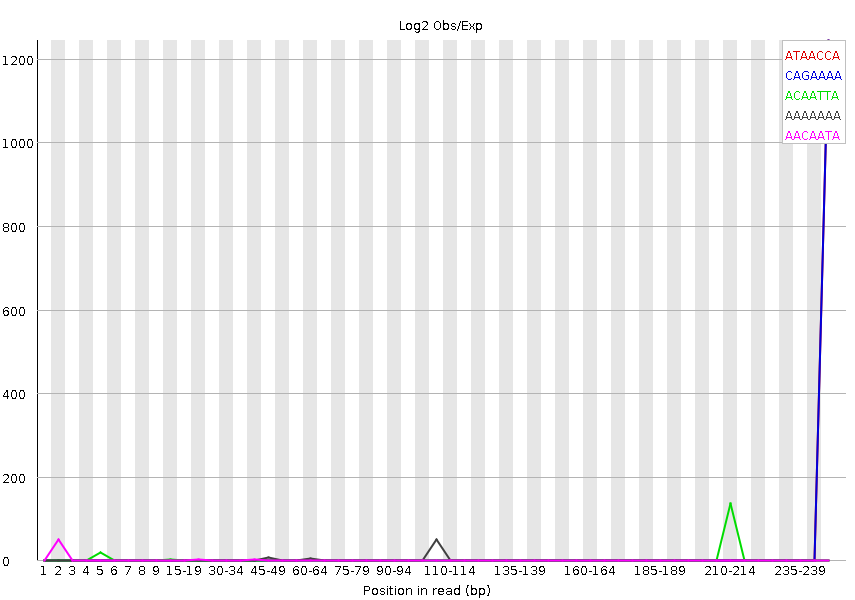 Log2 Obs/Exp
1200
1000
800
600
400
200
0
ATAACCA
CAGAAAA
ACAATTA
AAAAAAA
AACAATA
1 2 3 4 5 6 7 8 9 15-19 30-34 45-49 60-64 75-79 90-94 110-114 135-139 160-164 185-189 210-214 235-239
Position in read (bp)